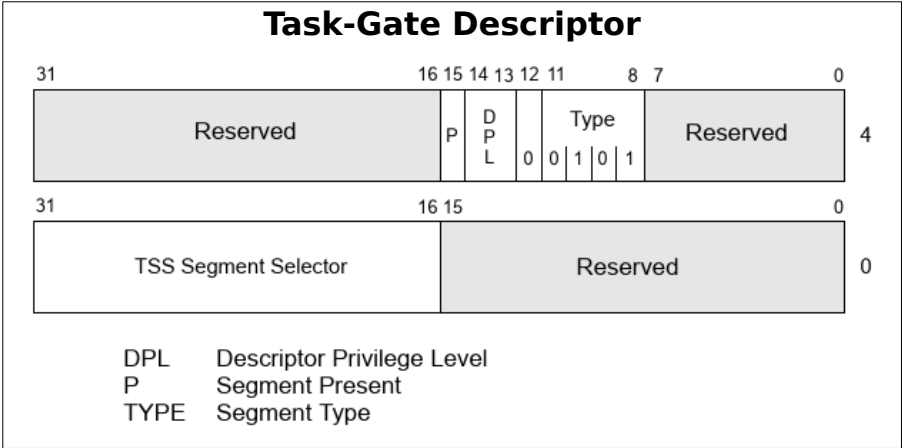 Task-Gate Descriptor
31 16 15 14 13 12 11 8 7 0
Reserved P DPL 0 Type 0 1 0 1 Reserved 4
31 16 15 0
TSS Segment Selector Reserved 0
DPL Descriptor Privilege Level
P Segment Present
TYPE Segment Type